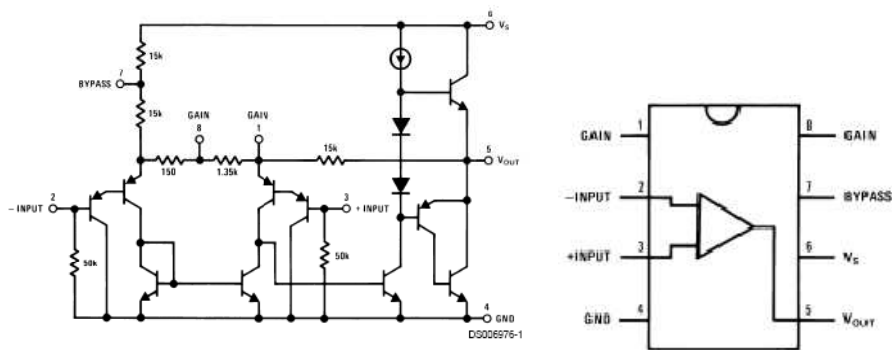 6
VS
15k
7
BYPASS
15k
GAIN
8
GAIN
1
15k
5
VOUT
150
1.35k
2
– INPUT
3
+ INPUT
50k
50k
4
GND
DS006976-1
GAIN
1
8
GAIN
–INPUT
2
7
BYPASS
+INPUT
3
6
VS
GND
4
5
VOUT